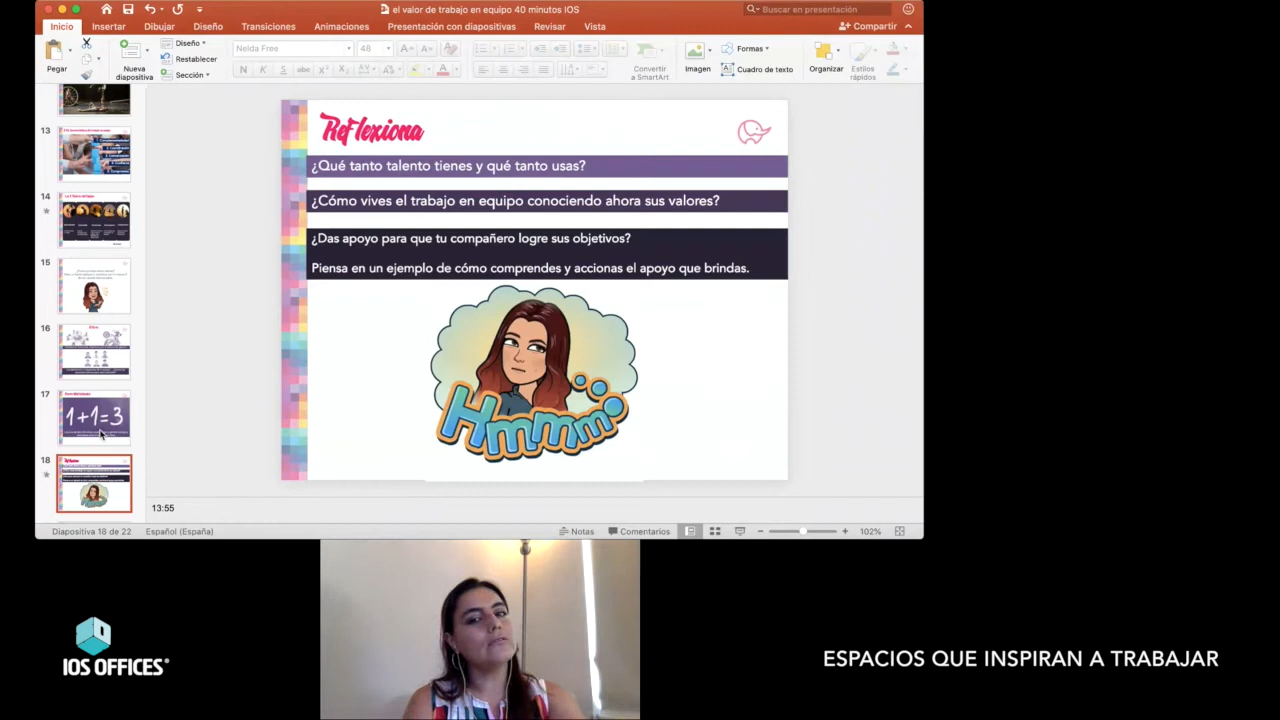 el valor de trabajo en equipo 40 minutos IOS
Buscar en presentación
Inicio
Insertar
Dibujar
Diseño
Transiciones
Animaciones
Presentación con diapositivas
Revisar
Vista
Compartir
Pegar
Nueva
diapositiva
Diseño
Restablecer
Sección
Nelda Free
48
N
K
S
abc
Convertir
a SmartArt
Imagen
Formas
Cuadro de texto
Organizar
Estilos
rápidos
13
14
15
16
17
1+1=3
18
Reflexiona
¿Qué tanto talento tienes y qué tanto usas?
¿Cómo vives el trabajo en equipo conociendo ahora sus valores?
¿Das apoyo para que tu compañero logre sus objetivos?
Piensa en un ejemplo de cómo comprendes y accionas el apoyo que brindas.
Hmmm
13:55
Diapositiva 18 de 22
Español (España)
Notas
Comentarios
102%
IOS OFFICES®
ESPACIOS QUE INSPIRAN A TRABAJAR